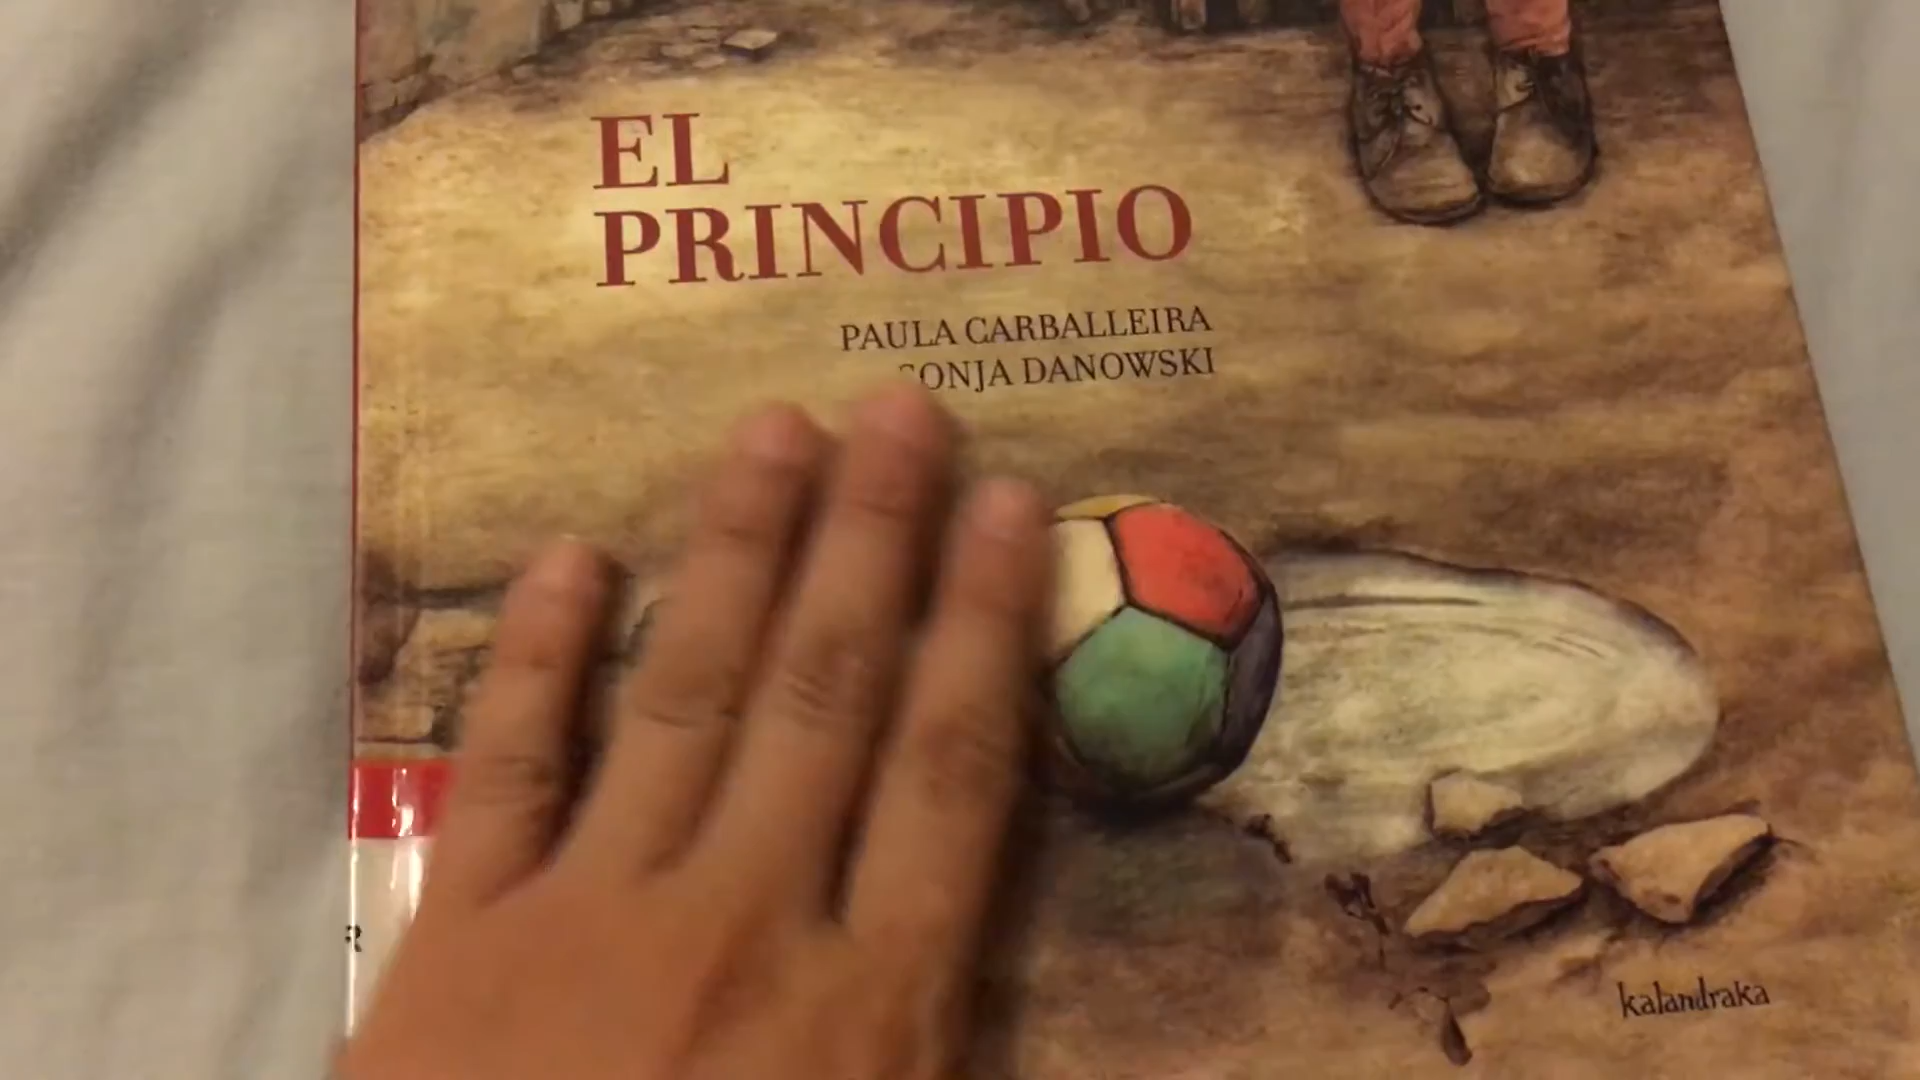 EL
PRINCIPIO
PAULA CARBALLEIRA
SONJA DANOWSKI
R
kalandraka